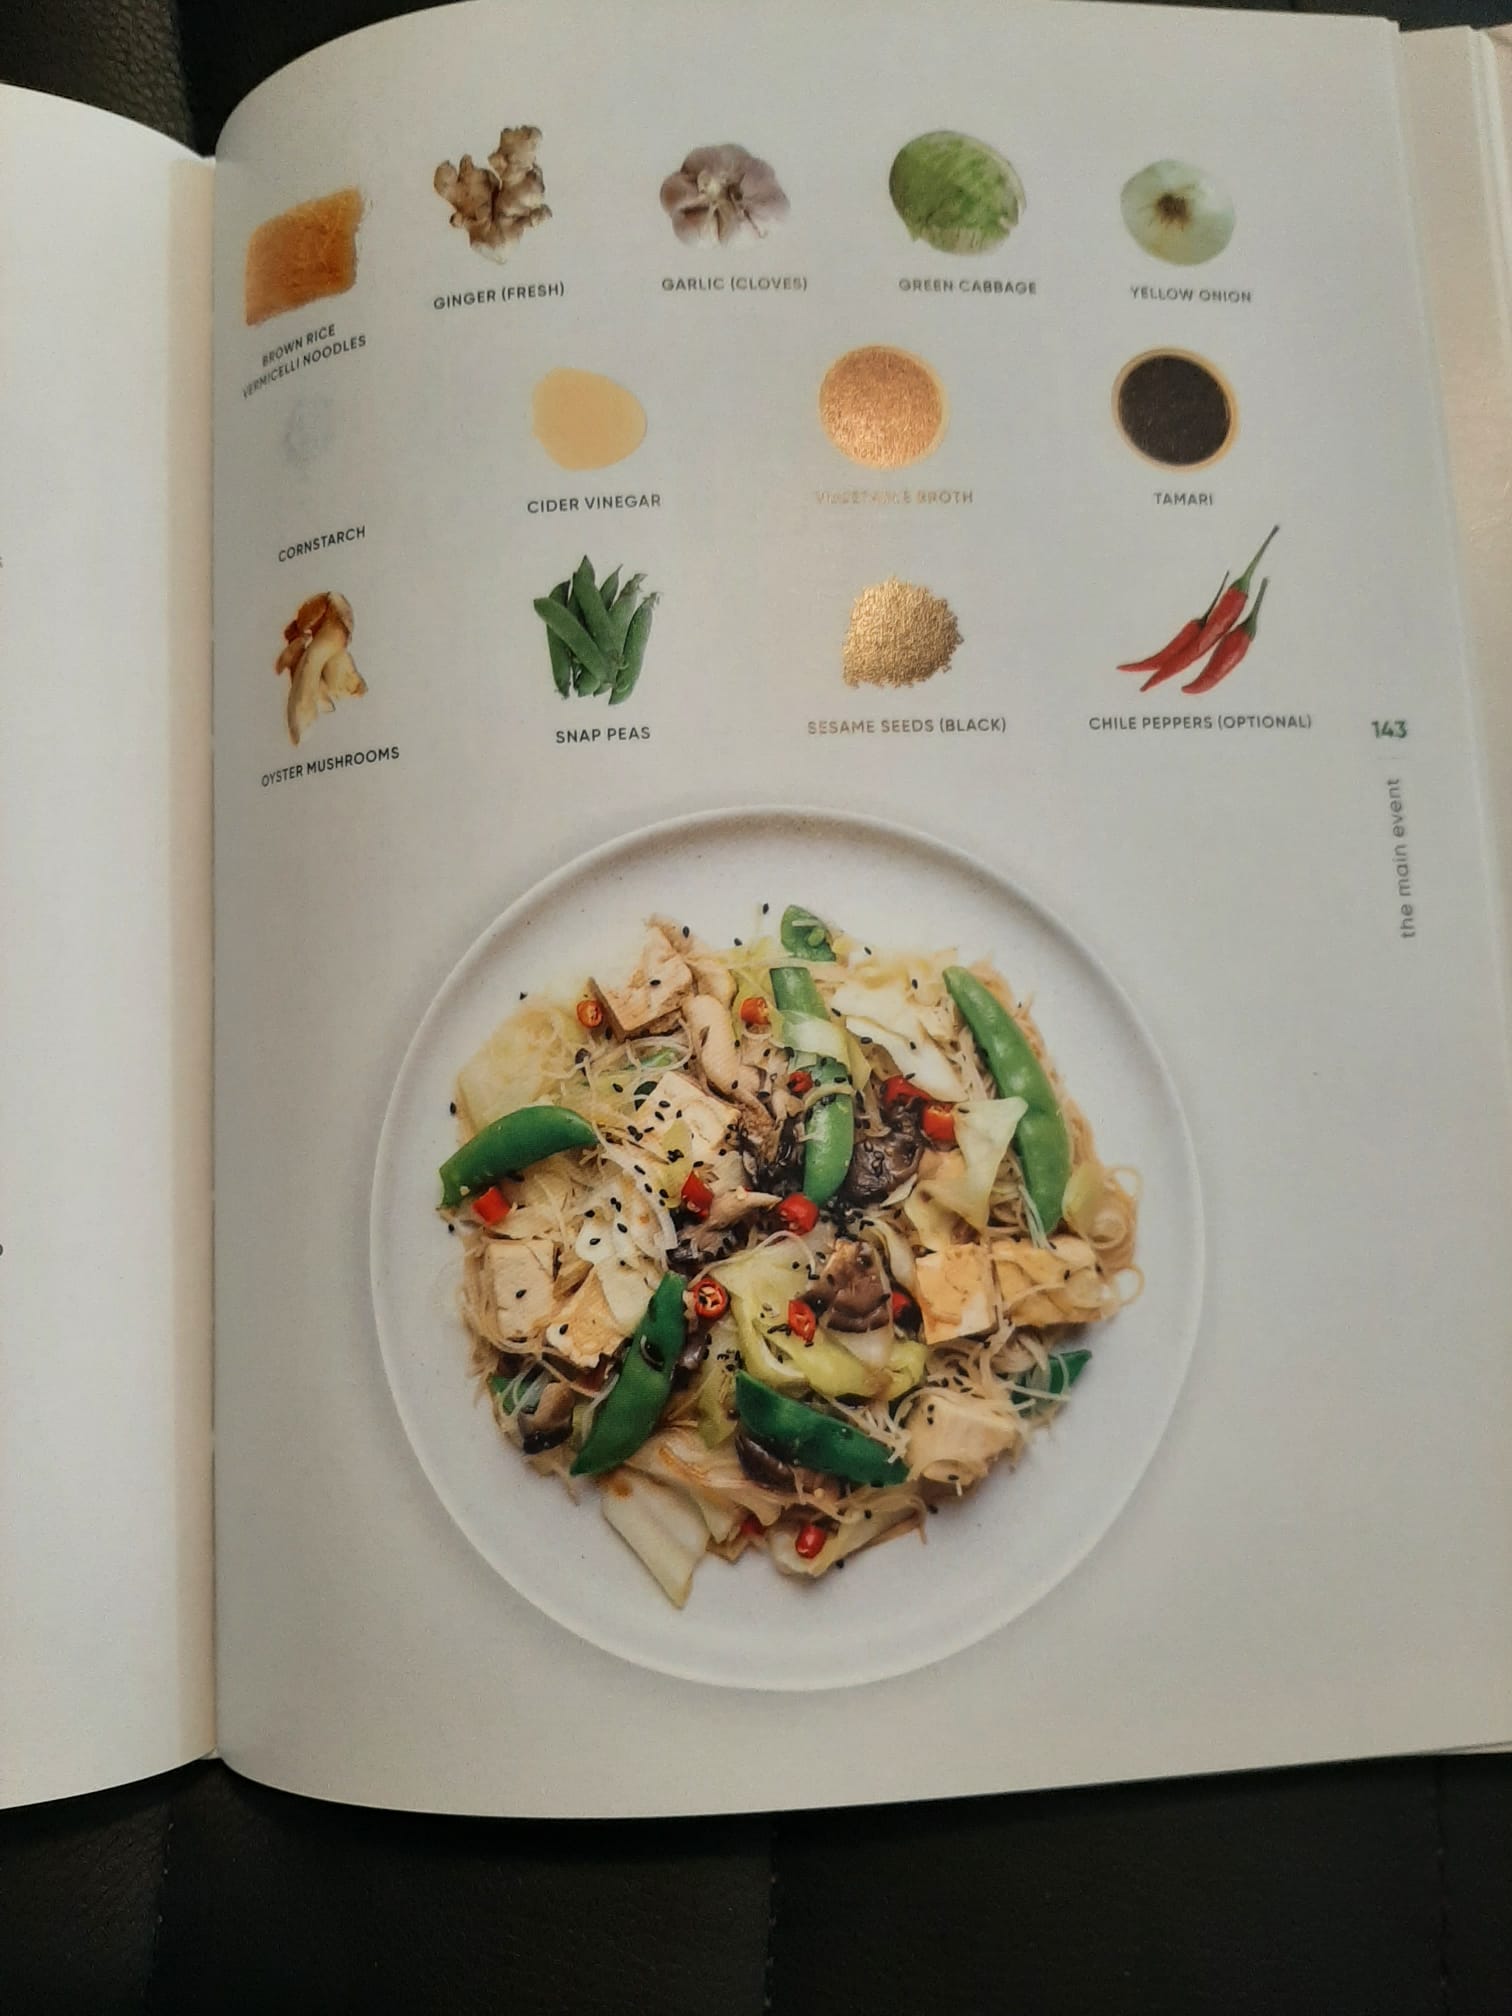 GINGER (FRESH)
GARLIC (CLOVES)
GREEN CABBAGE
YELLOW ONION
BROWN RICE
VERMICELLI NOODLES
CIDER VINEGAR
VEGETABLE BROTH
TAMARI
CORNSTARCH
SNAP PEAS
SESAME SEEDS (BLACK)
CHILE PEPPERS (OPTIONAL)
OYSTER MUSHROOMS
143
the main event